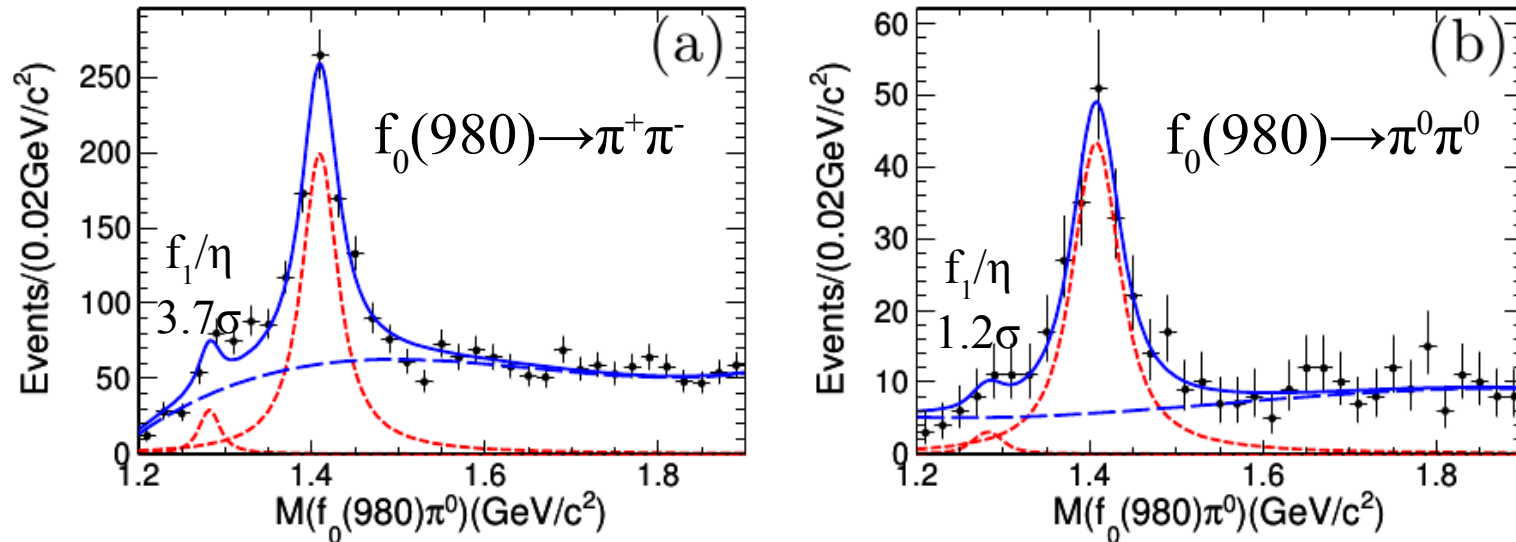 (a)
Events/(0.02GeV/c²)
250
200
150
100
50
0
f₀(980)→π⁺π⁻
f₁/η
3.7σ
1.2 1.4 1.6 1.8
M(f₀(980)π⁰)(GeV/c²)
(b)
Events/(0.02GeV/c²)
60
50
40
30
20
10
0
f₀(980)→π⁰π⁰
f₁/η
1.2σ
1.2 1.4 1.6 1.8
M(f₀(980)π⁰)(GeV/c²)